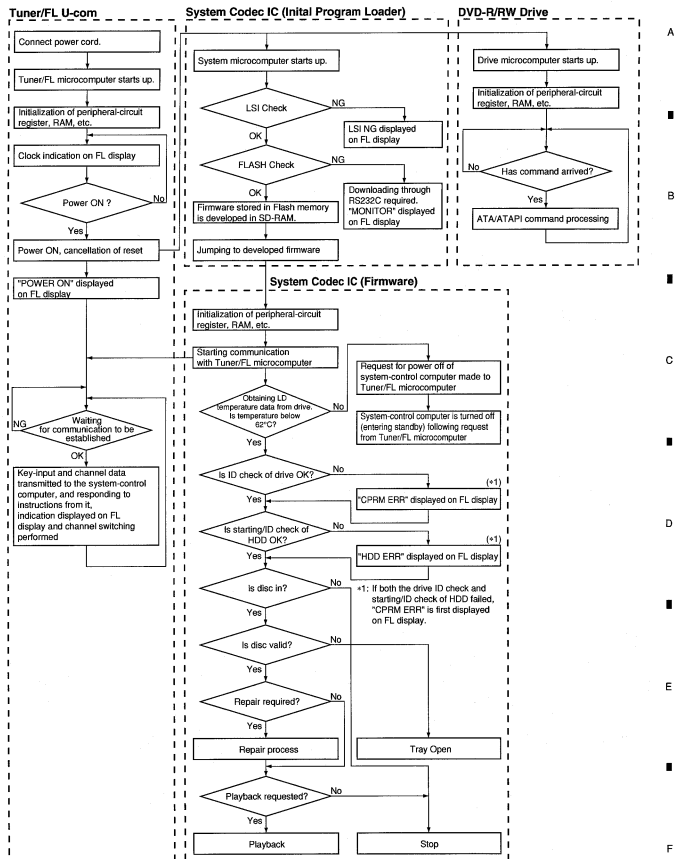 Tuner/FL U-com
Connect power cord.
Tuner/FL microcomputer starts up.
Initialization of peripheral-circuit
register, RAM, etc.
Clock indication on FL display
Power ON ?
No
Yes
Power ON, cancellation of reset
"POWER ON" displayed
on FL display
NG
Waiting
for communication to be
established
OK
Key-input and channel data
transmitted to the system-control
computer, and responding to
instructions from it,
indication displayed on FL
display and channel switching
performed
System Codec IC (Inital Program Loader)
System microcomputer starts up.
LSI Check
NG
OK
LSI NG displayed
on FL display
FLASH Check
NG
OK
Downloading through
RS232C required.
"MONITOR" displayed
on FL display
Firmware stored in Flash memory
is developed in SD-RAM.
Jumping to developed firmware
DVD-R/RW Drive
Drive microcomputer starts up.
Initialization of peripheral-circuit
register, RAM, etc.
No
Has command arrived?
Yes
ATA/ATAPI command processing
System Codec IC (Firmware)
Initialization of peripheral-circuit
register, RAM, etc.
Starting communication
with Tuner/FL microcomputer
Obtaining LD
temperature data from drive.
Is temperature below
62°C?
No
Yes
Request for power off of
system-control computer made to
Tuner/FL microcomputer
System-control computer is turned off
(entering standby) following request
from Tuner/FL microcomputer
Is ID check of drive OK?
No
Yes
(*1)
"CPRM ERR" displayed on FL display
Is starting/ID check of
HDD OK?
No
Yes
(*1)
"HDD ERR" displayed on FL display
*1: If both the drive ID check and
starting/ID check of HDD failed,
"CPRM ERR" is first displayed
on FL display.
Is disc in?
No
Yes
Is disc valid?
No
Yes
Repair required?
No
Yes
Repair process
Tray Open
Playback requested?
No
Yes
Playback
Stop
A
B
C
D
E
F